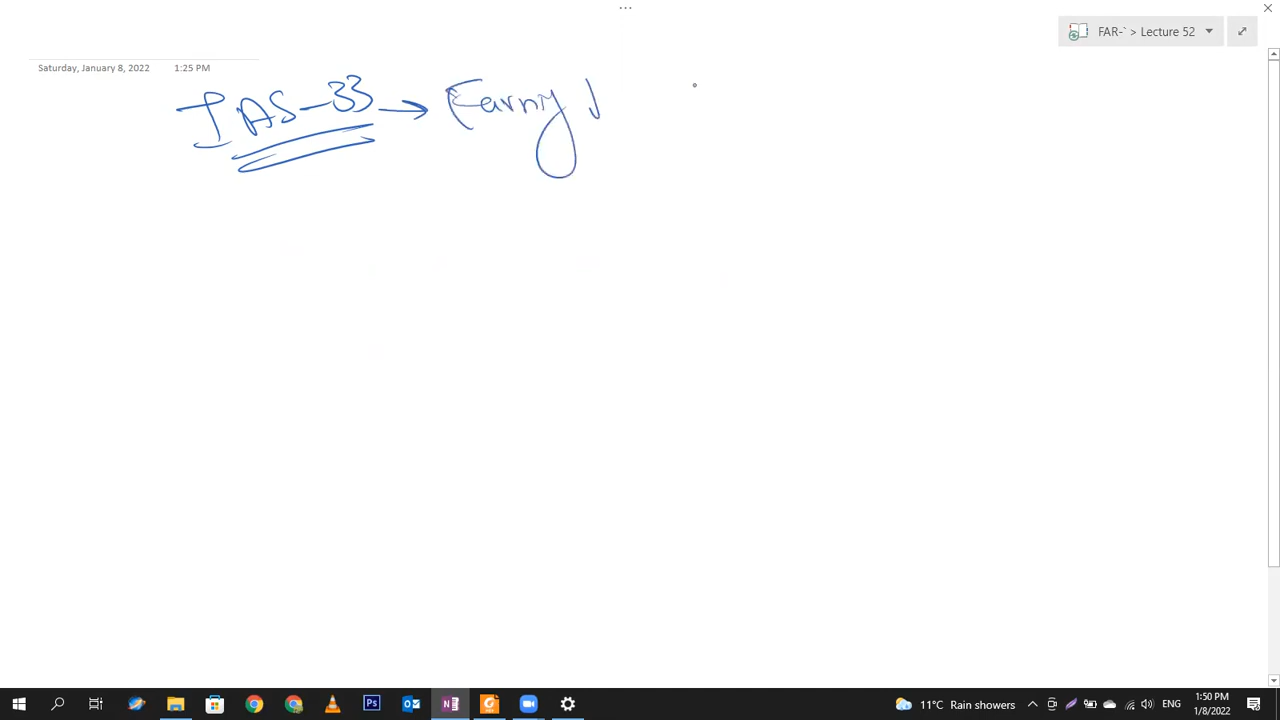 FAR-` > Lecture 52
Saturday, January 8, 2022 1:25 PM
IAS-33 → Earning
11°C Rain showers ENG 1:50 PM
1/8/2022